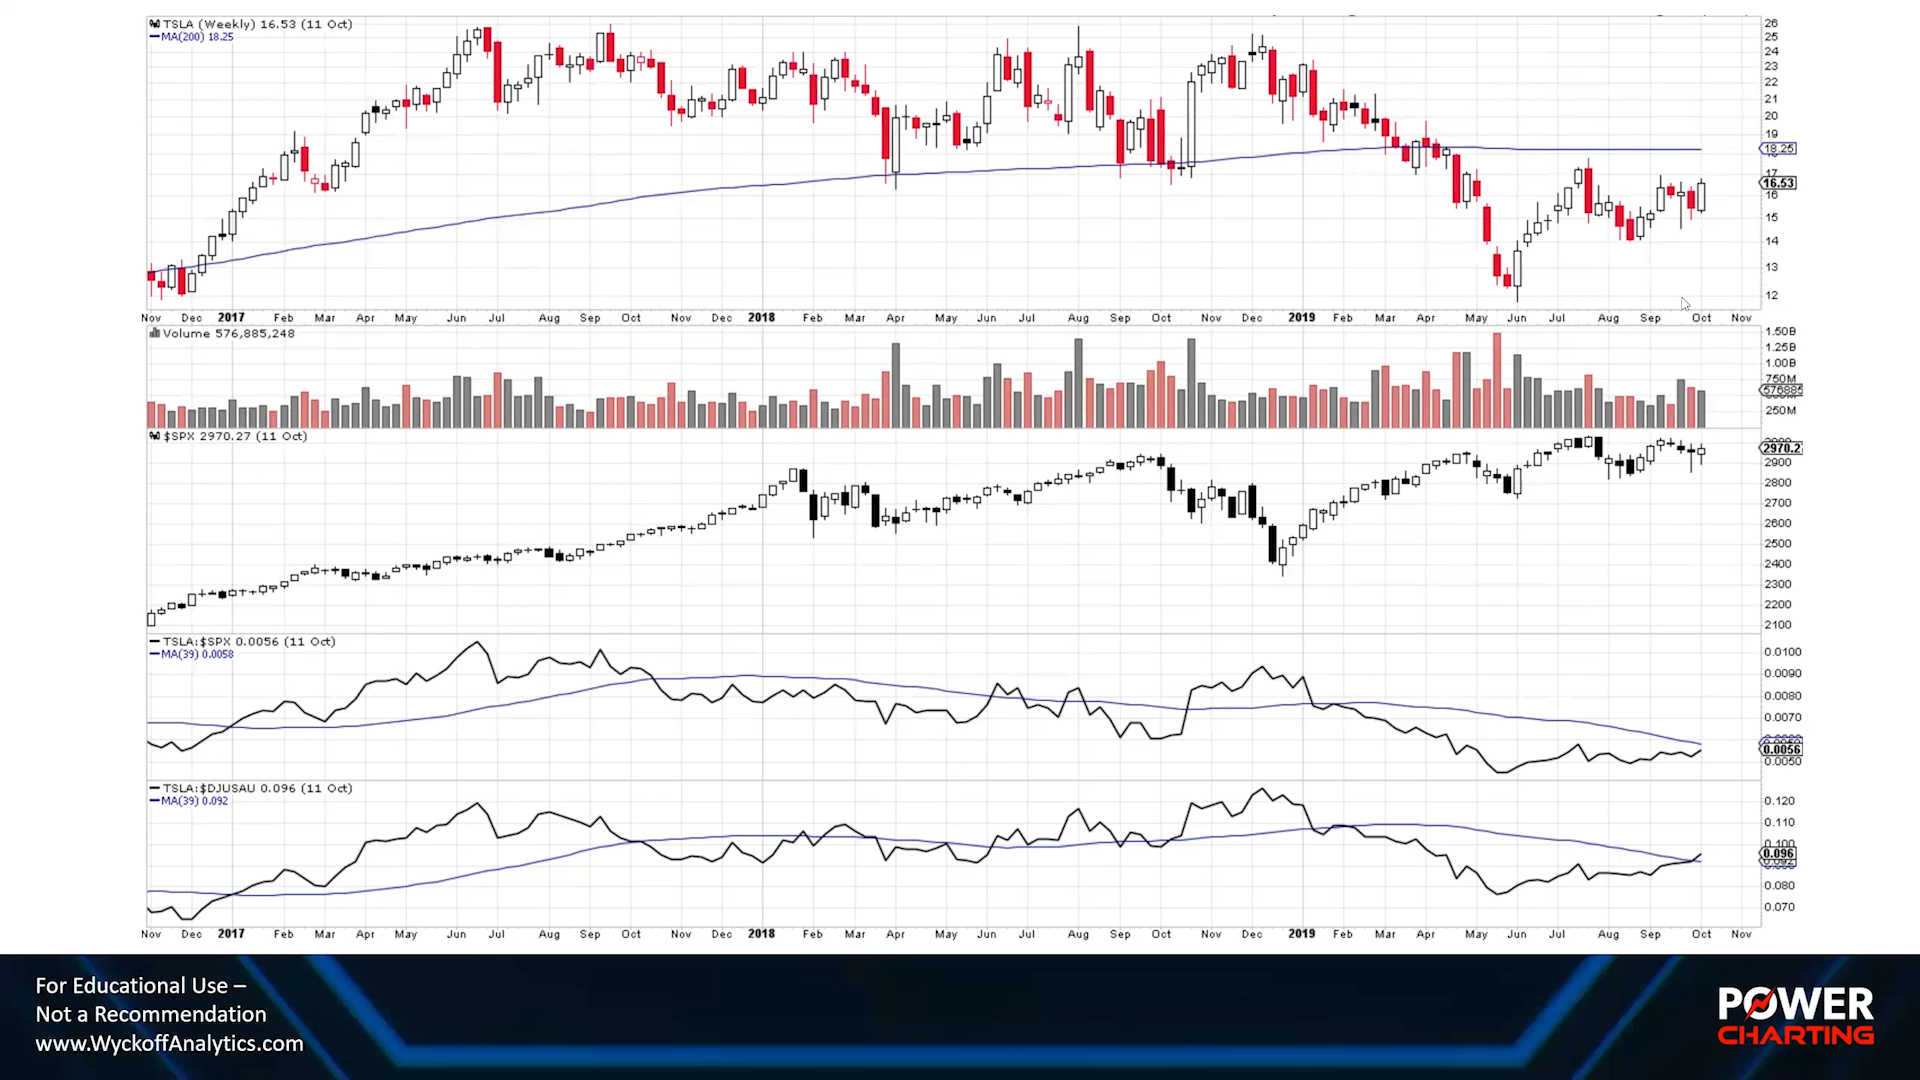 TSLA (Weekly) 16.53 (11 Oct)
MA(200) 18.25
26
25
24
23
22
21
20
19
18.25
17
16.53
16
15
14
13
12
Nov Dec 2017 Feb Mar Apr May Jun Jul Aug Sep Oct Nov Dec 2018 Feb Mar Apr May Jun Jul Aug Sep Oct Nov Dec 2019 Feb Mar Apr May Jun Jul Aug Sep Oct Nov
Volume 576,885,248
1.50B
1.25B
1.00B
750M
250M
$SPX 2970.27 (11 Oct)
2970.2
2900
2800
2700
2600
2500
2400
2300
2200
2100
TSLA:$SPX 0.0056 (11 Oct)
MA(39) 0.0058
0.0100
0.0090
0.0080
0.0070
0.0056
0.0050
TSLA:$DJUSAU 0.096 (11 Oct)
MA(39) 0.092
0.120
0.110
0.100
0.096
0.080
0.070
Nov Dec 2017 Feb Mar Apr May Jun Jul Aug Sep Oct Nov Dec 2018 Feb Mar Apr May Jun Jul Aug Sep Oct Nov Dec 2019 Feb Mar Apr May Jun Jul Aug Sep Oct Nov
For Educational Use –
Not a Recommendation
www.WyckoffAnalytics.com
POWER
CHARTING